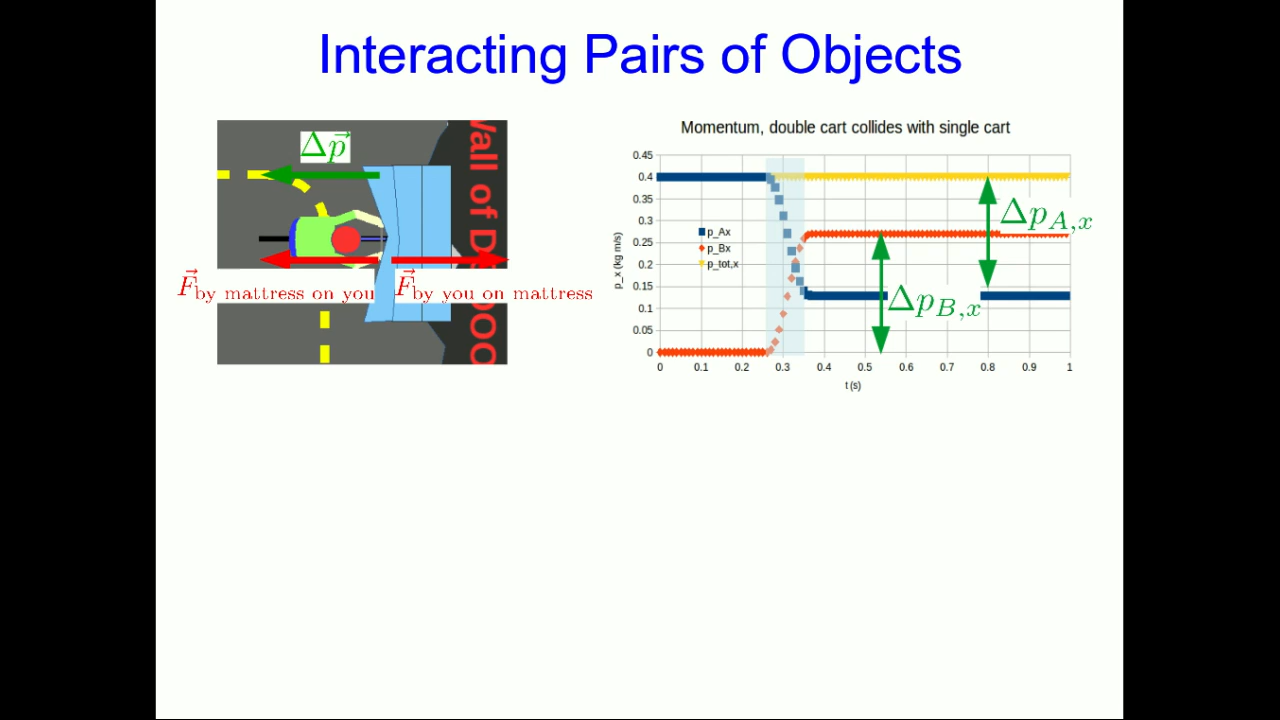 Interacting Pairs of Objects
Δp⃗
F⃗by mattress on you
F⃗by you on mattress
Wall of
Momentum, double cart collides with single cart
p_x (kg m/s)
0.45
0.4
0.35
0.3
0.25
0.2
0.15
0.1
0.05
0
p_Ax
p_Bx
p_tot,x
ΔpA,x
ΔpB,x
0 0.1 0.2 0.3 0.4 0.5 0.6 0.7 0.8 0.9 1
t (s)